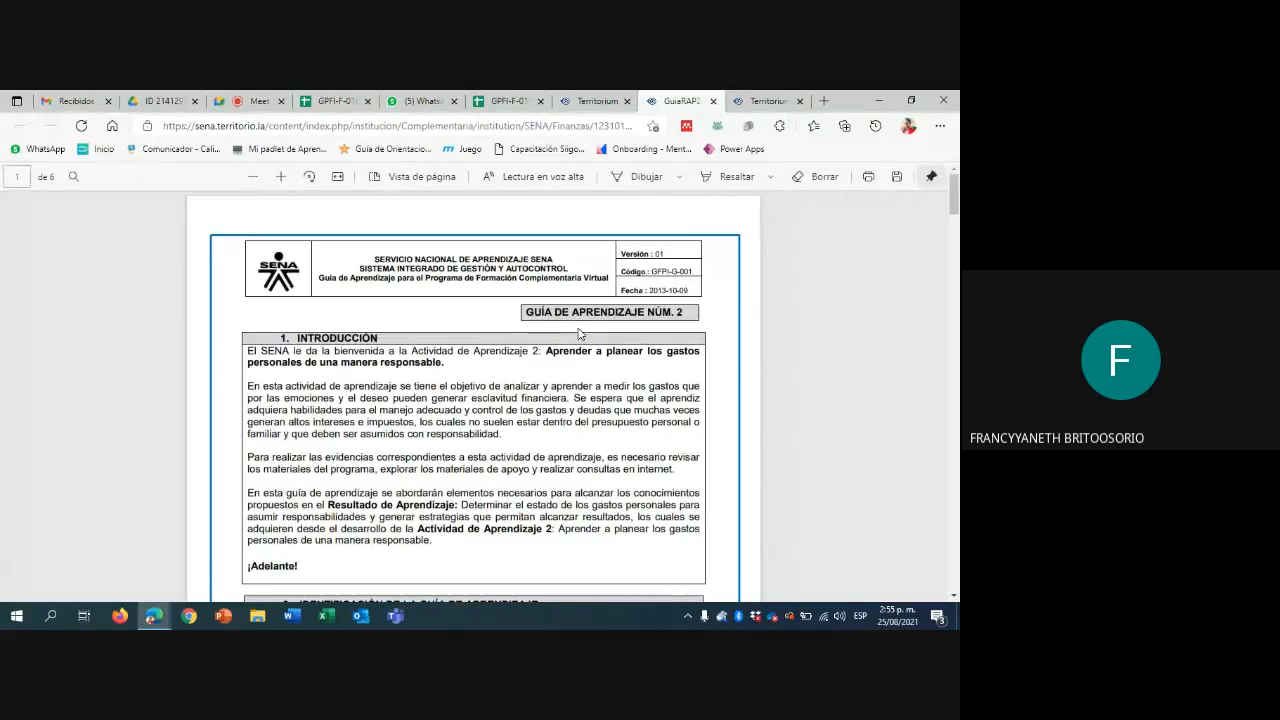 Recibidos
ID 214129
Meet
GPFI-F-01
(5) Whats
GPFI-F-01
Territorium
GuiaRAP2
Territorium
https://sena.territorio.la/content/index.php/institucion/Complementaria/institution/SENA/Finanzas/123101...
WhatsApp
Inicio
Comunicador - Cali...
Mi padlet de Apren...
Guía de Orientacio...
Juego
Capacitación Siigo...
Onboarding - Ment...
Power Apps
1 de 6
Vista de página
Lectura en voz alta
Dibujar
Resaltar
Borrar
SENA
SERVICIO NACIONAL DE APRENDIZAJE SENA
SISTEMA INTEGRADO DE GESTIÓN Y AUTOCONTROL
Guía de Aprendizaje para el Programa de Formación Complementaria Virtual
Versión : 01
Código : GFPI-G-001
Fecha : 2013-10-09
GUÍA DE APRENDIZAJE NÚM. 2
1. INTRODUCCIÓN
El SENA le da la bienvenida a la Actividad de Aprendizaje 2: Aprender a planear los gastos
personales de una manera responsable.
En esta actividad de aprendizaje se tiene el objetivo de analizar y aprender a medir los gastos que
por las emociones y el deseo pueden generar esclavitud financiera. Se espera que el aprendiz
adquiera habilidades para el manejo adecuado y control de los gastos y deudas que muchas veces
generan altos intereses e impuestos, los cuales no suelen estar dentro del presupuesto personal o
familiar y que deben ser asumidos con responsabilidad.
Para realizar las evidencias correspondientes a esta actividad de aprendizaje, es necesario revisar
los materiales del programa, explorar los materiales de apoyo y realizar consultas en internet.
En esta guía de aprendizaje se abordarán elementos necesarios para alcanzar los conocimientos
propuestos en el Resultado de Aprendizaje: Determinar el estado de los gastos personales para
asumir responsabilidades y generar estrategias que permitan alcanzar resultados, los cuales se
adquieren desde el desarrollo de la Actividad de Aprendizaje 2: Aprender a planear los gastos
personales de una manera responsable.
¡Adelante!
IDENTIFICACIÓN DE LA GUÍA DE APRENDIZAJE
ESP
2:55 p. m.
25/08/2021
3
F
FRANCYYANETH BRITOOSORIO